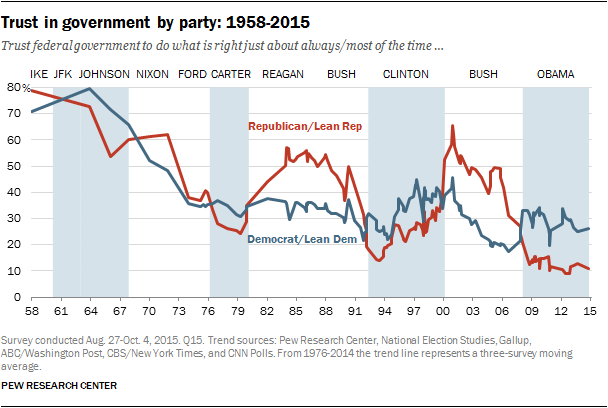 Trust in government by party: 1958-2015
Trust federal government to do what is right just about always/most of the time ...
IKE JFK JOHNSON NIXON FORD CARTER REAGAN BUSH CLINTON BUSH OBAMA
80%
70
60
50
40
30
20
10
0
Republican/Lean Rep
Democrat/Lean Dem
58 61 64 67 70 73 76 79 82 85 88 91 94 97 00 03 06 09 12 15
Survey conducted Aug. 27-Oct. 4, 2015. Q15. Trend sources: Pew Research Center, National Election Studies, Gallup,
ABC/Washington Post, CBS/New York Times, and CNN Polls. From 1976-2014 the trend line represents a three-survey moving
average.
PEW RESEARCH CENTER